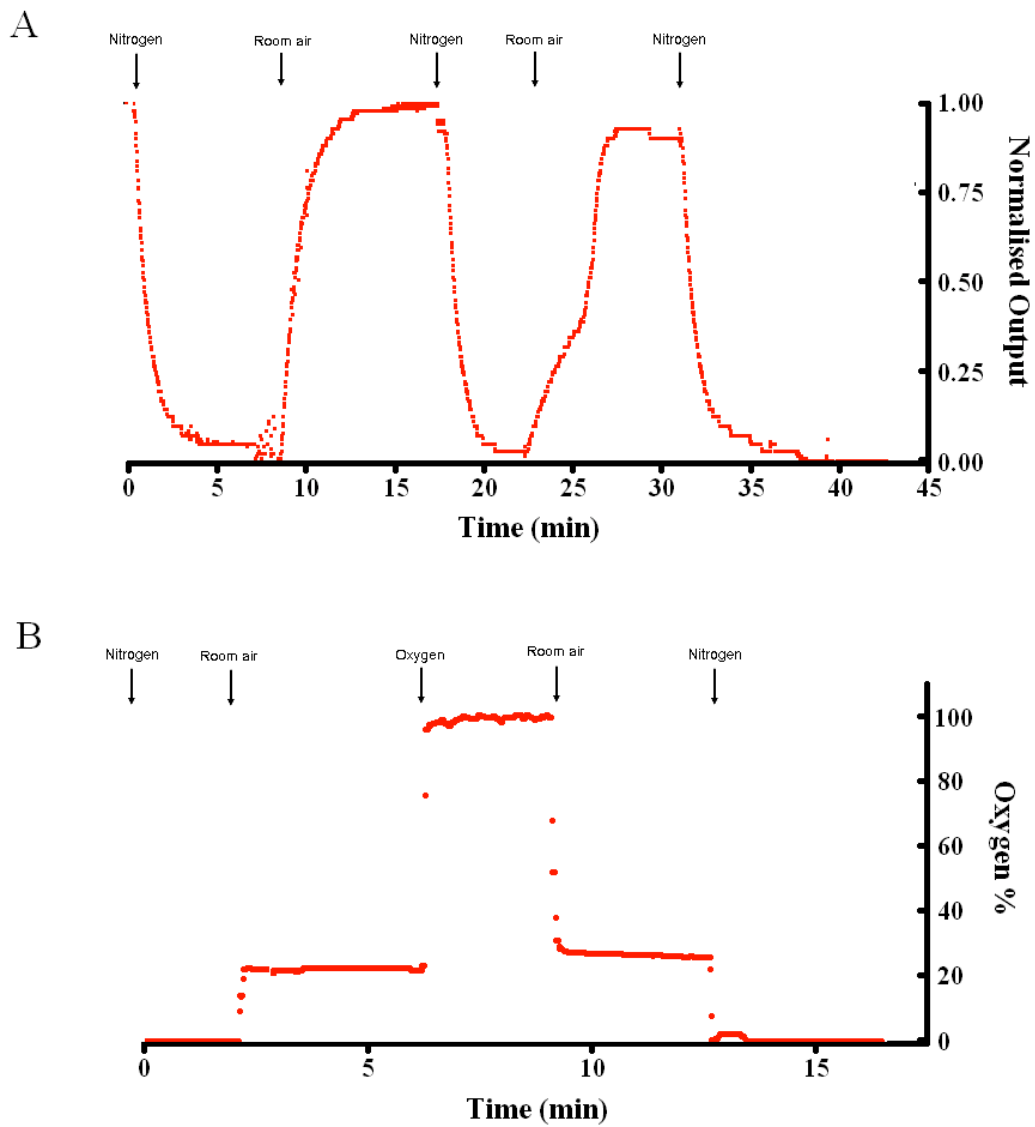 A
Nitrogen Room air Nitrogen Room air Nitrogen
1.00
0.75
0.50
0.25
0.00
Normalised Output
0 5 10 15 20 25 30 35 40 45
Time (min)
B
Nitrogen Room air Oxygen Room air Nitrogen
100
80
60
40
20
0
Oxygen %
0 5 10 15
Time (min)